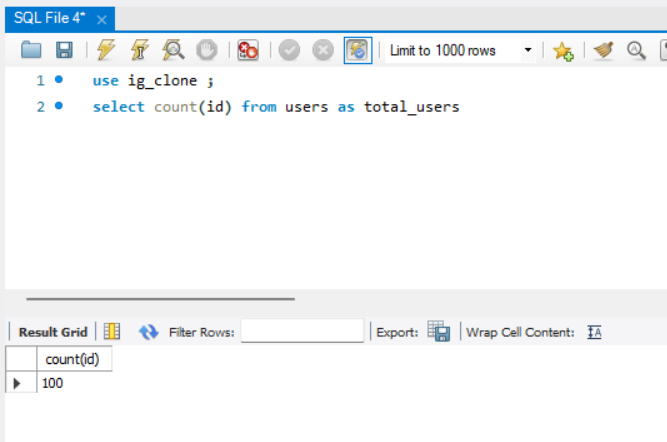 SQL File 4* ×
Limit to 1000 rows
1 use ig_clone ;
2 select count(id) from users as total_users
Result Grid Filter Rows: Export: Wrap Cell Content: IA
count(id)
100